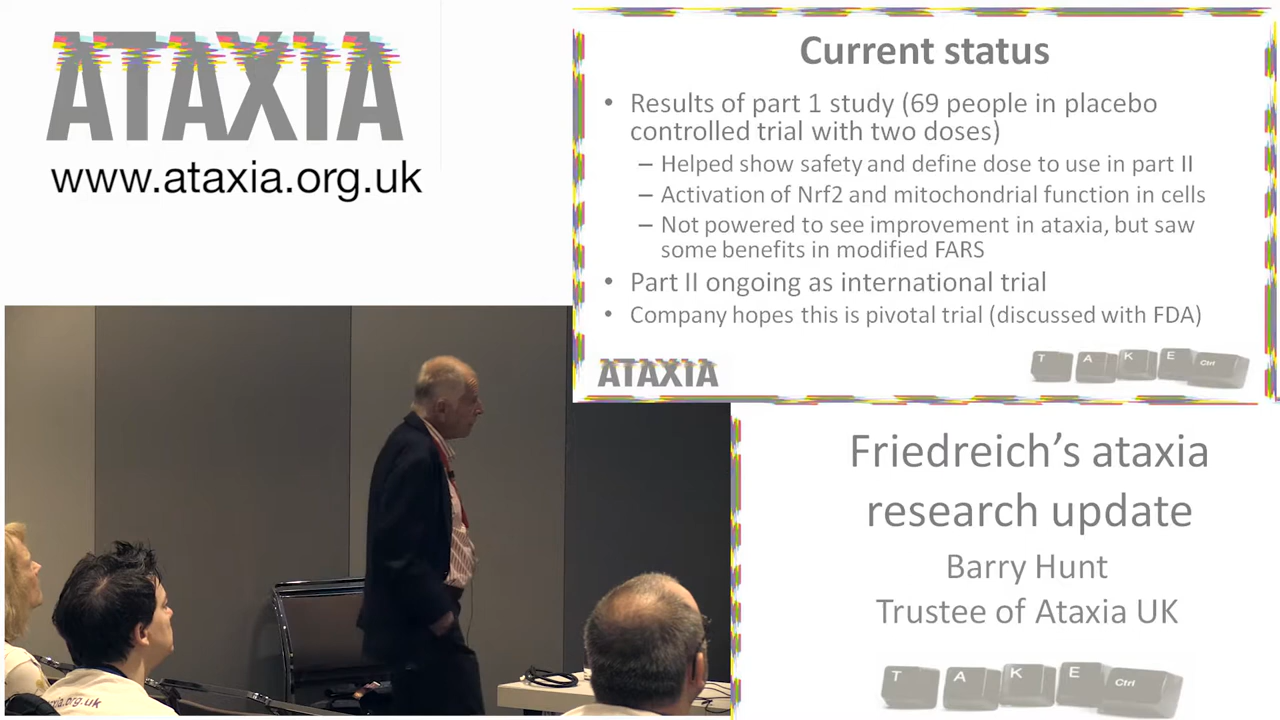 ATAXIA
www.ataxia.org.uk
Current status
• Results of part 1 study (69 people in placebo
controlled trial with two doses)
– Helped show safety and define dose to use in part II
– Activation of Nrf2 and mitochondrial function in cells
– Not powered to see improvement in ataxia, but saw
some benefits in modified FARS
• Part II ongoing as international trial
• Company hopes this is pivotal trial (discussed with FDA)
ATAXIA
T A K E Ctrl
Friedreich's ataxia
research update
Barry Hunt
Trustee of Ataxia UK
T A K E Ctrl
xia.org.uk